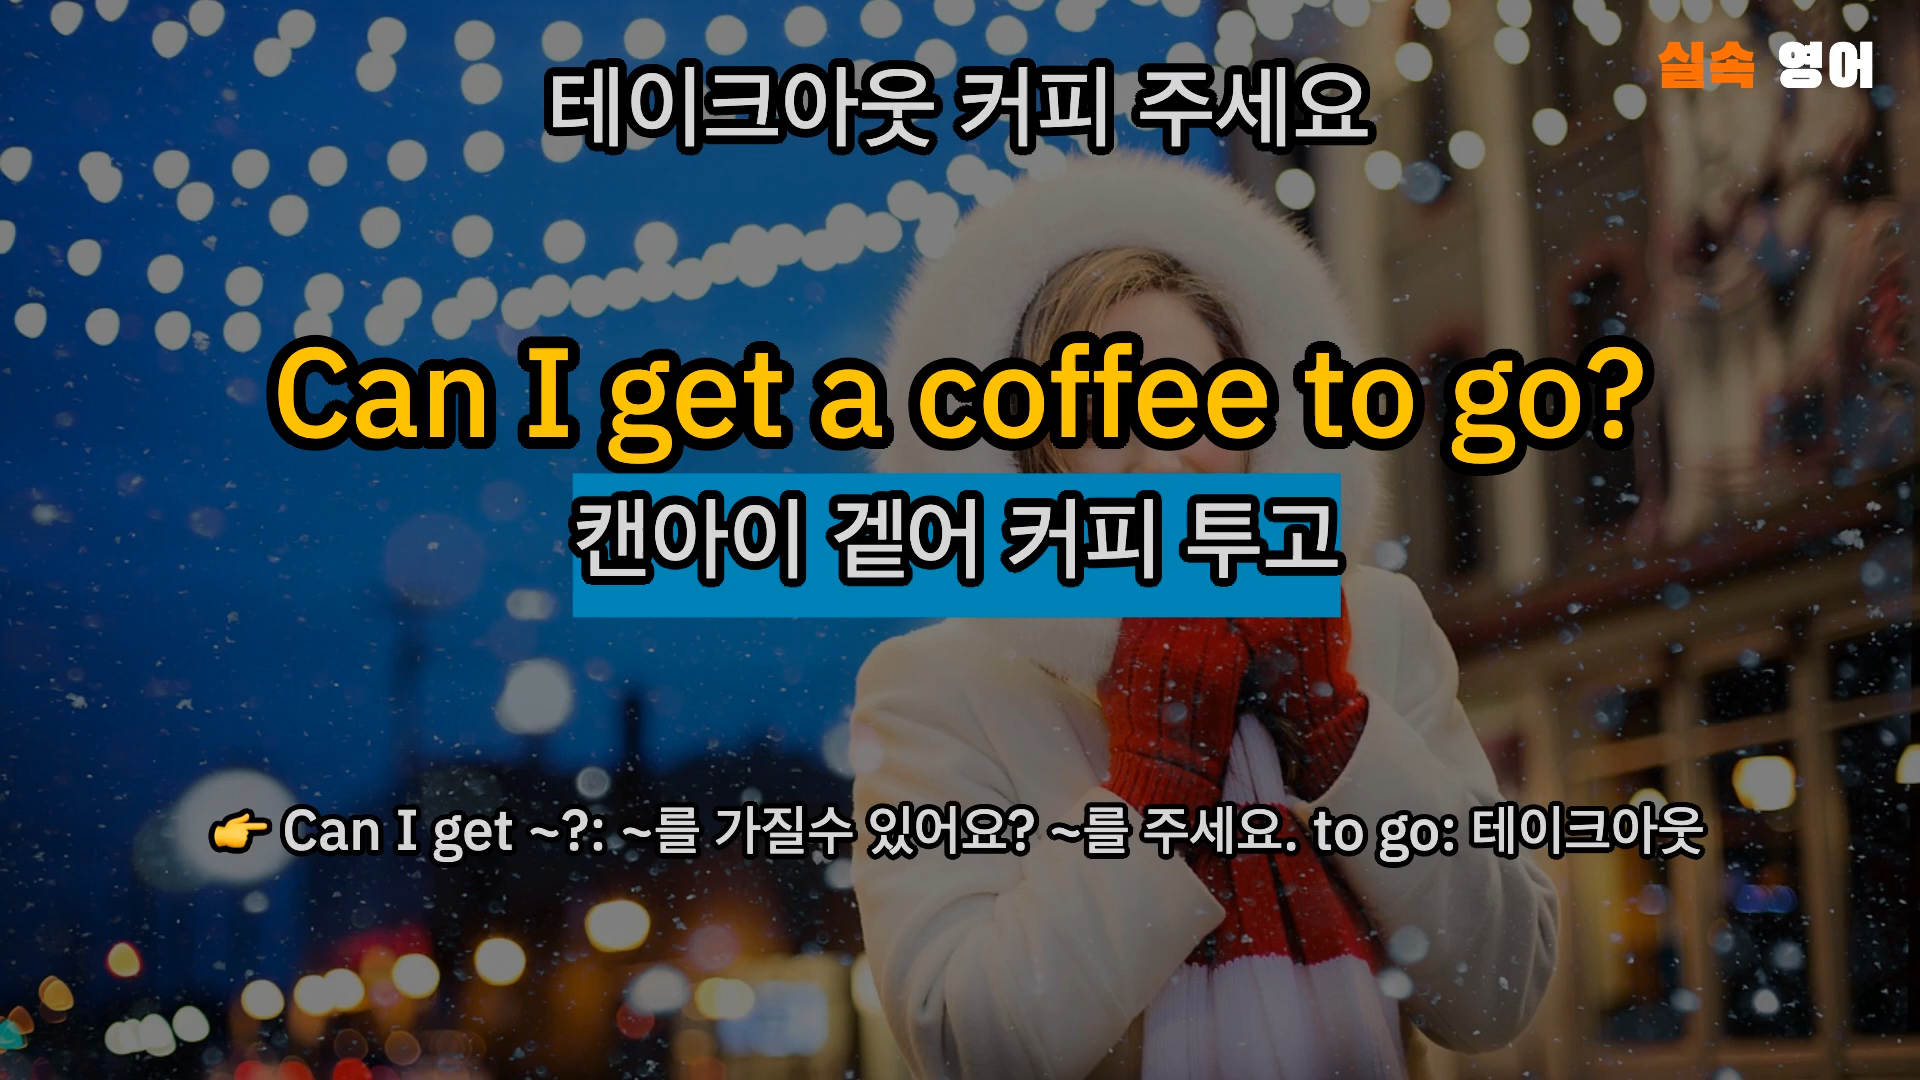 실속 영어
테이크아웃 커피 주세요
Can I get a coffee to go?
캔아이 겥어 커피 투고
👉 Can I get ~?: ~를 가질수 있어요? ~를 주세요. to go: 테이크아웃